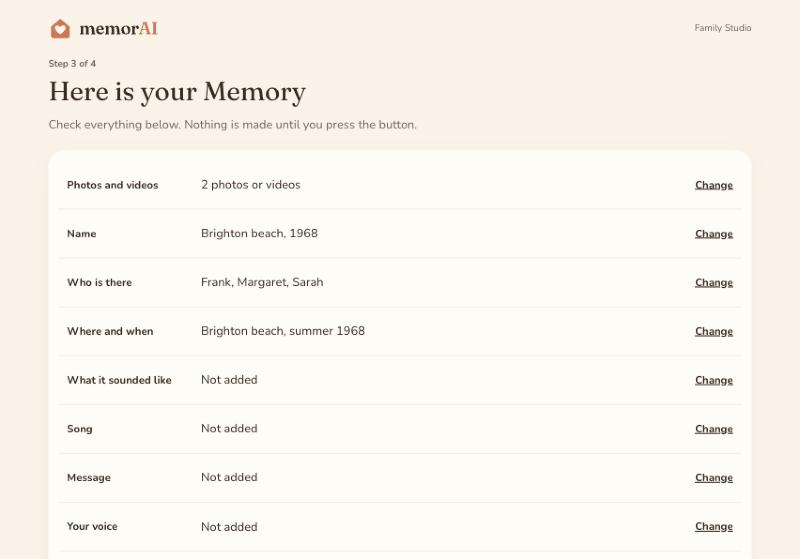 memorAI
Family Studio
Step 3 of 4
Here is your Memory
Check everything below. Nothing is made until you press the button.
Photos and videos 2 photos or videos Change
Name Brighton beach, 1968 Change
Who is there Frank, Margaret, Sarah Change
Where and when Brighton beach, summer 1968 Change
What it sounded like Not added Change
Song Not added Change
Message Not added Change
Your voice Not added Change